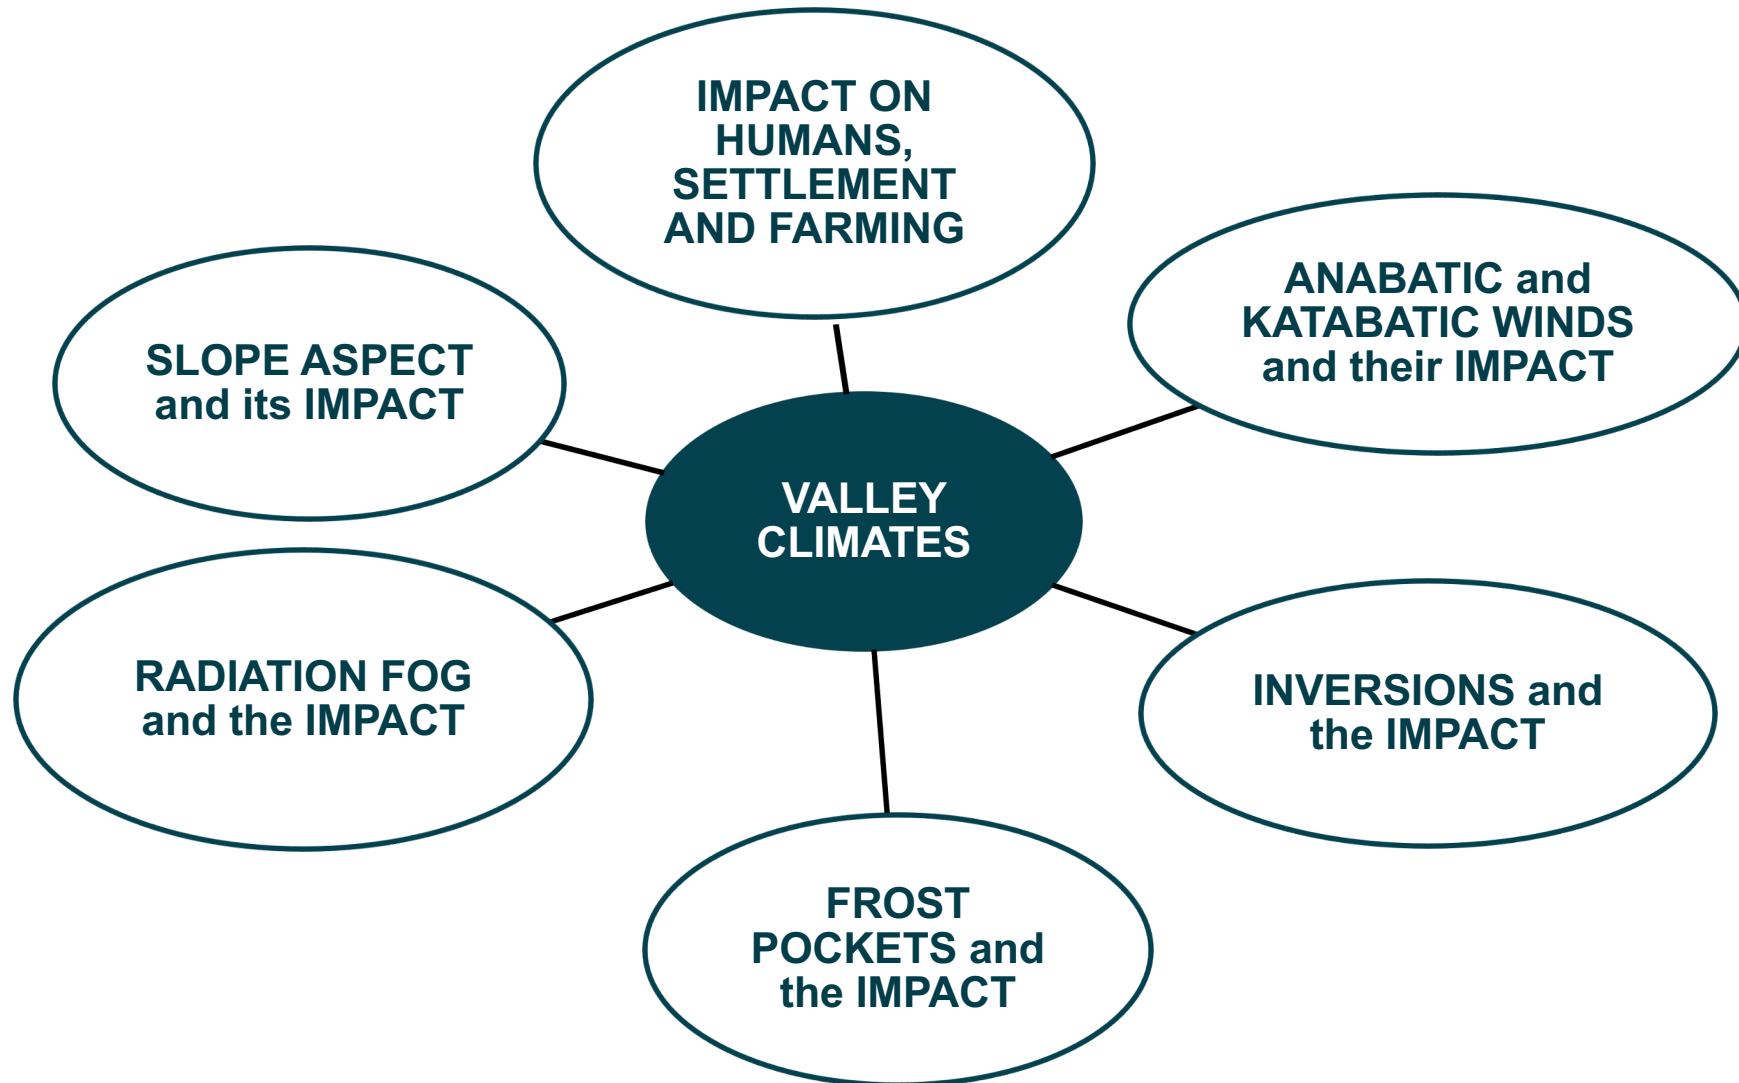 IMPACT ON
HUMANS,
SETTLEMENT
AND FARMING
ANABATIC and
KATABATIC WINDS
and their IMPACT
SLOPE ASPECT
and its IMPACT
VALLEY
CLIMATES
RADIATION FOG
and the IMPACT
INVERSIONS and
the IMPACT
FROST
POCKETS and
the IMPACT